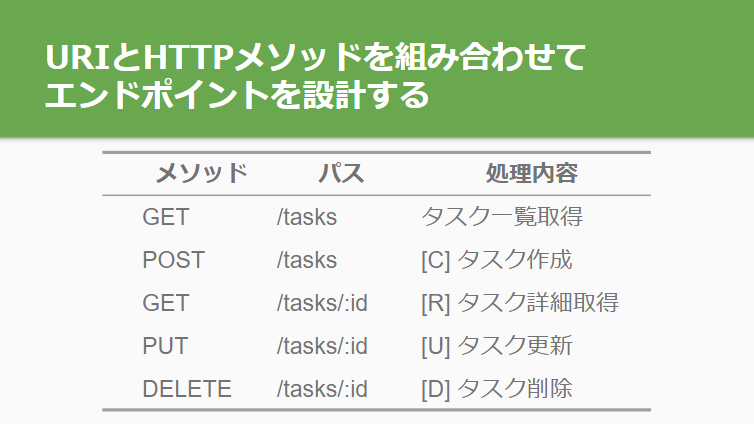 URIとHTTPメソッドを組み合わせて
エンドポイントを設計する
メソッド パス 処理内容
GET /tasks タスク一覧取得
POST /tasks [C] タスク作成
GET /tasks/:id [R] タスク詳細取得
PUT /tasks/:id [U] タスク更新
DELETE /tasks/:id [D] タスク削除